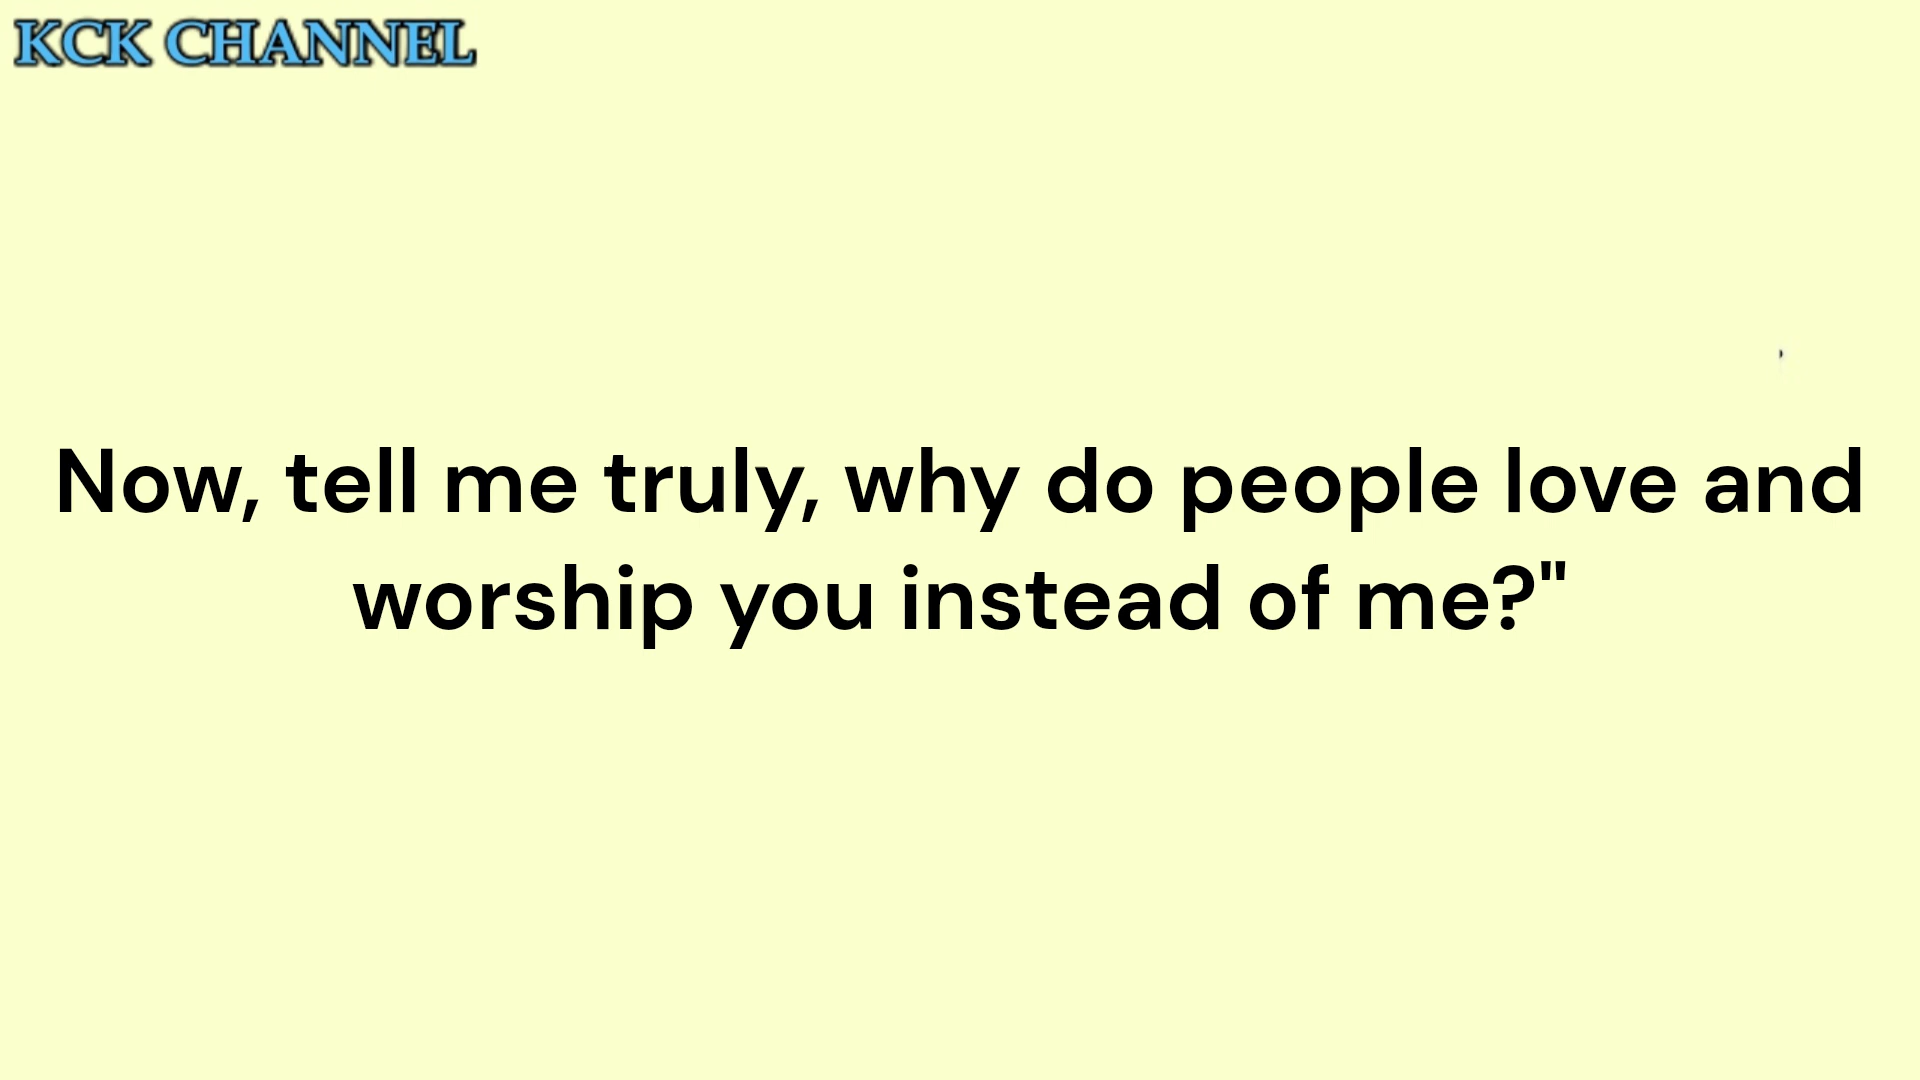 KCK CHANNEL
Now, tell me truly, why do people love and
worship you instead of me?"